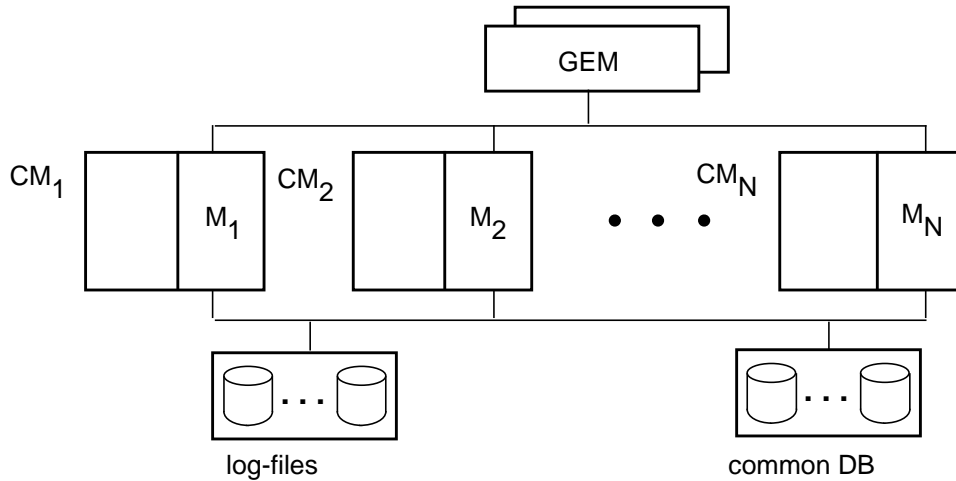 GEM
CM1
M1
CM2
M2
• • •
CMN
MN
. . .
. . .
log-files
common DB